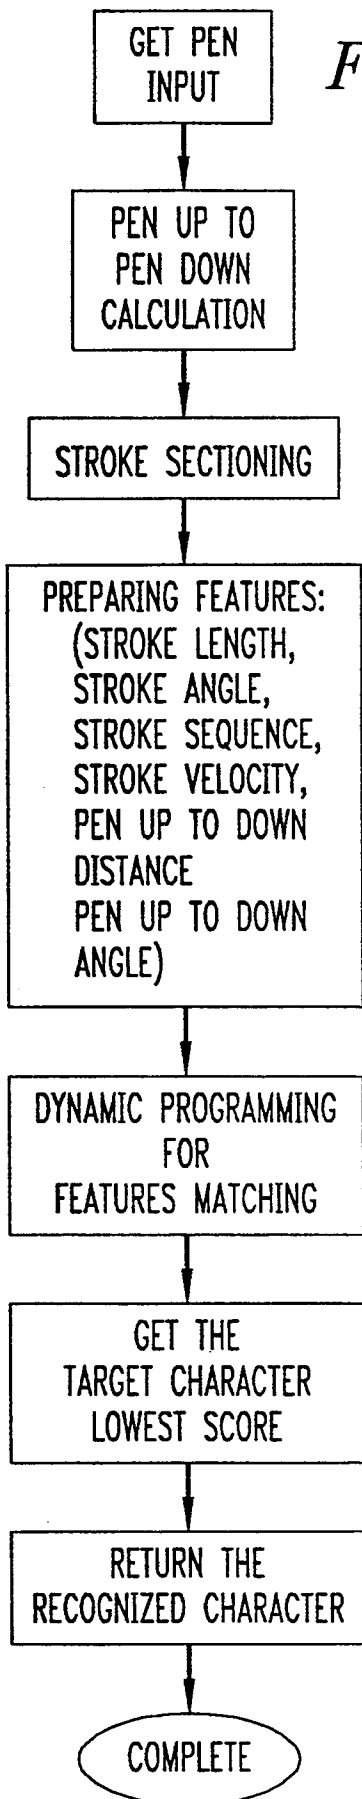 GET PEN
INPUT
F
PEN UP TO
PEN DOWN
CALCULATION
STROKE SECTIONING
PREPARING FEATURES:
(STROKE LENGTH,
STROKE ANGLE,
STROKE SEQUENCE,
STROKE VELOCITY,
PEN UP TO DOWN
DISTANCE
PEN UP TO DOWN
ANGLE)
DYNAMIC PROGRAMMING
FOR
FEATURES MATCHING
GET THE
TARGET CHARACTER
LOWEST SCORE
RETURN THE
RECOGNIZED CHARACTER
COMPLETE